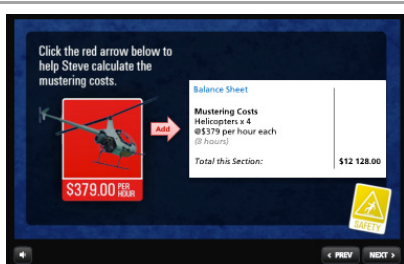 Click the red arrow below to
help Steve calculate the
mustering costs.
Balance Sheet
Mustering Costs
Helicopters x 4
@$379 per hour each
(8 hours)
Total this Section: $12 128.00
Add
$379.00 PER HOUR
SAFETY
< PREV NEXT >